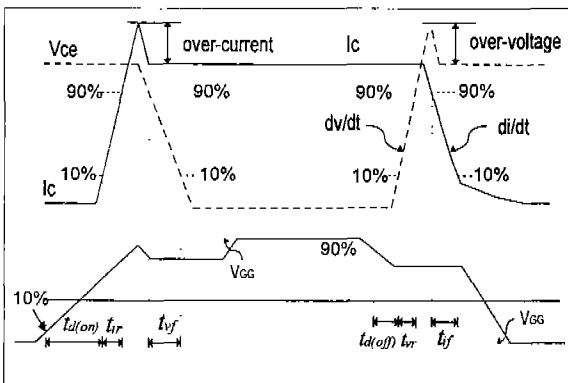 over-current
Ic
over-voltage
Vce
90%
90%
90%
90%
dv/dt
di/dt
10%
10%
10%
10%
Ic
90%
VGG
10%
td(on)
tir
tvf
td(off)
tvr
tif
VGG